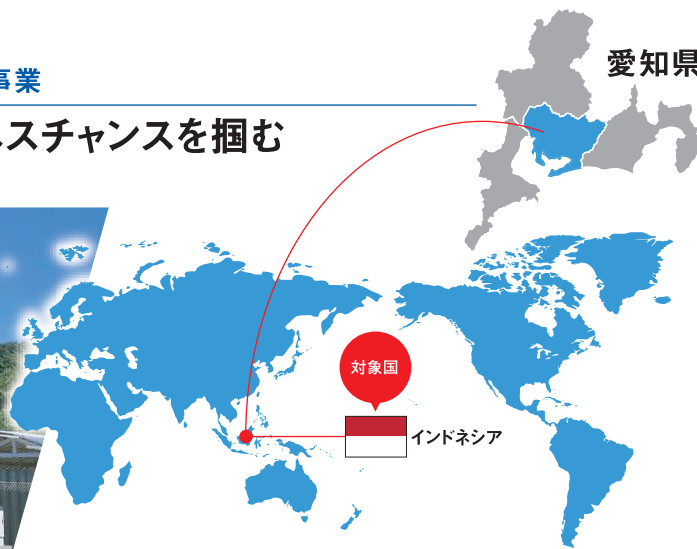 愛知県
事業
スチャンスを掴む
対象国
インドネシア